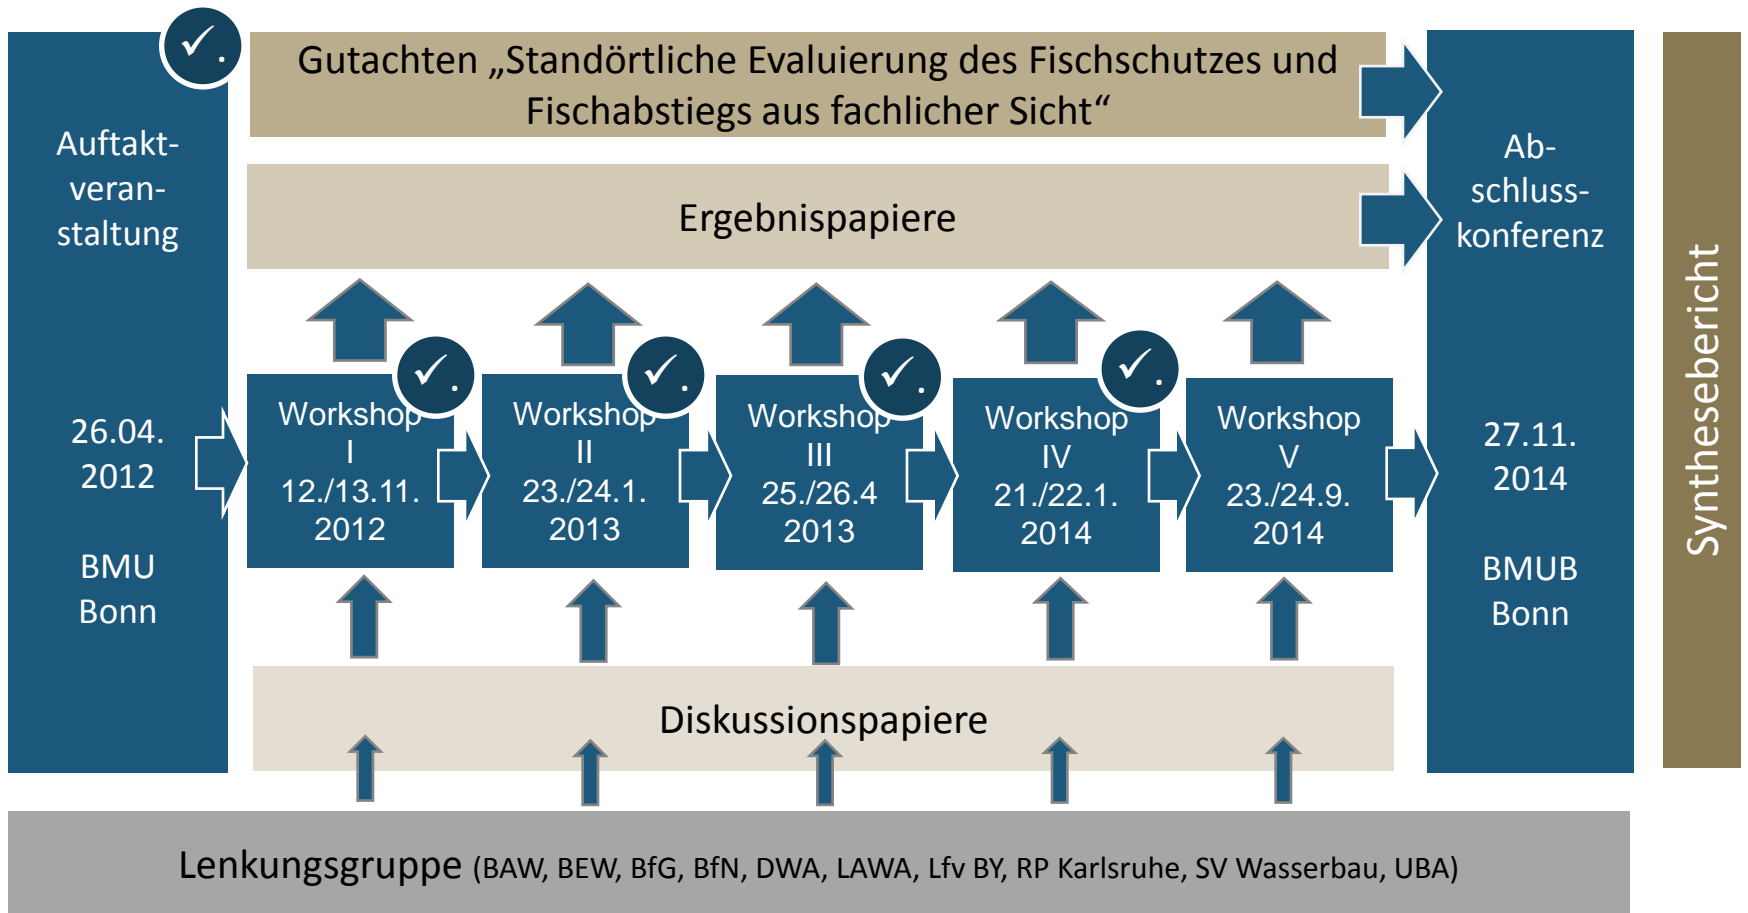 ✓.
Gutachten „Standörtliche Evaluierung des Fischschutzes und
Fischabstiegs aus fachlicher Sicht“
Auftakt-
veran-
staltung
26.04.
2012
BMU
Bonn
Ergebnispapiere
✓.
✓.
✓.
✓.
Workshop
I
12./13.11.
2012
Workshop
II
23./24.1.
2013
Workshop
III
25./26.4
2013
Workshop
IV
21./22.1.
2014
Workshop
V
23./24.9.
2014
Diskussionspapiere
Ab-
schluss-
konferenz
27.11.
2014
BMUB
Bonn
Synthesebericht
Lenkungsgruppe (BAW, BEW, BfG, BfN, DWA, LAWA, Lfv BY, RP Karlsruhe, SV Wasserbau, UBA)